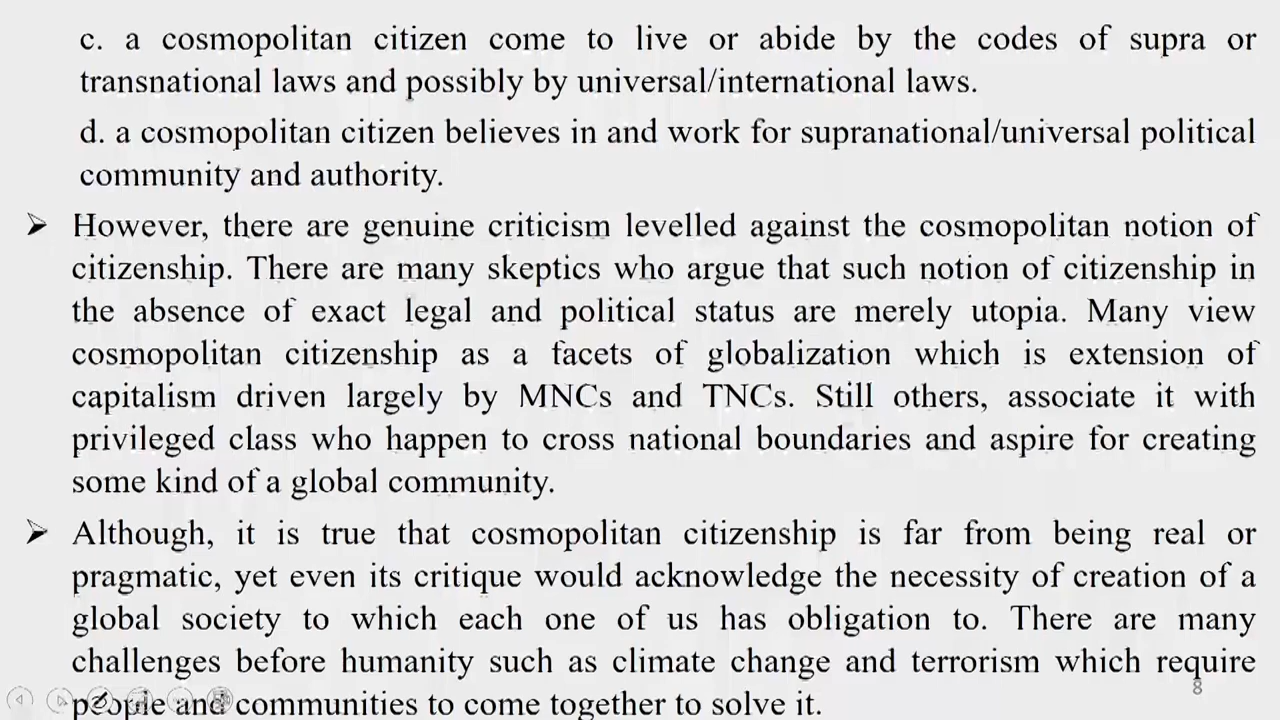 c. a cosmopolitan citizen come to live or abide by the codes of supra or
transnational laws and possibly by universal/international laws.
d. a cosmopolitan citizen believes in and work for supranational/universal political
community and authority.
➢ However, there are genuine criticism levelled against the cosmopolitan notion of
citizenship. There are many skeptics who argue that such notion of citizenship in
the absence of exact legal and political status are merely utopia. Many view
cosmopolitan citizenship as a facets of globalization which is extension of
capitalism driven largely by MNCs and TNCs. Still others, associate it with
privileged class who happen to cross national boundaries and aspire for creating
some kind of a global community.
➢ Although, it is true that cosmopolitan citizenship is far from being real or
pragmatic, yet even its critique would acknowledge the necessity of creation of a
global society to which each one of us has obligation to. There are many
challenges before humanity such as climate change and terrorism which require
people and communities to come together to solve it.
8